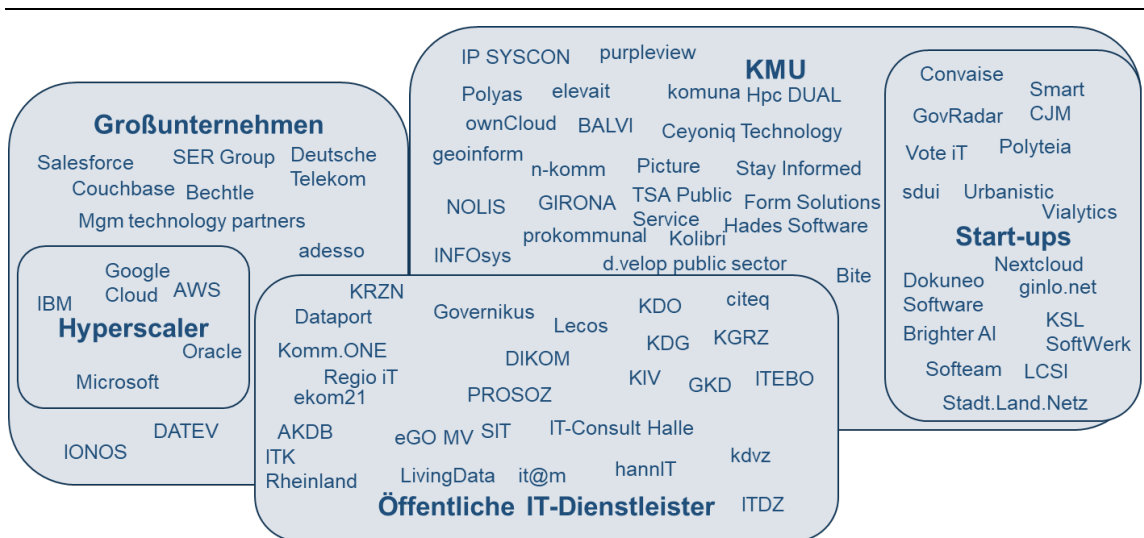 Großunternehmen
Salesforce
SER Group
Deutsche
Telekom
Couchbase
Bechtle
Mgm technology partners
adesso
Google
Cloud
AWS
IBM
Hyperscaler
Oracle
Microsoft
DATEV
IONOS
IP SYSCON
purpleview
KMU
Polyas
elevait
komuna
Hpc DUAL
ownCloud
BALVI
Ceyoniq Technology
geoinform
n-komm
Picture
Stay Informed
NOLIS
GIRONA
TSA Public
Service
Form Solutions
prokommunal
Kolibri
Hades Software
INFOsys
d.velop public sector
Bite
Convaise
Smart
CJM
GovRadar
Vote iT
Polyteia
sdui
Urbanistic
Vialytics
Start-ups
Nextcloud
Dokuneo
Software
ginlo.net
Brighter AI
KSL
SoftWerk
Softeam
LCSI
Stadt.Land.Netz
KRZN
Dataport
Governikus
KDO
citeq
Lecos
Komm.ONE
DIKOM
KDG
KGRZ
Regio iT
ekom21
PROSOZ
KIV
GKD
ITEBO
AKDB
eGO MV
SIT
IT-Consult Halle
ITK
Rheinland
LivingData
it@m
hannIT
kdvz
Öffentliche IT-Dienstleister
ITDZ